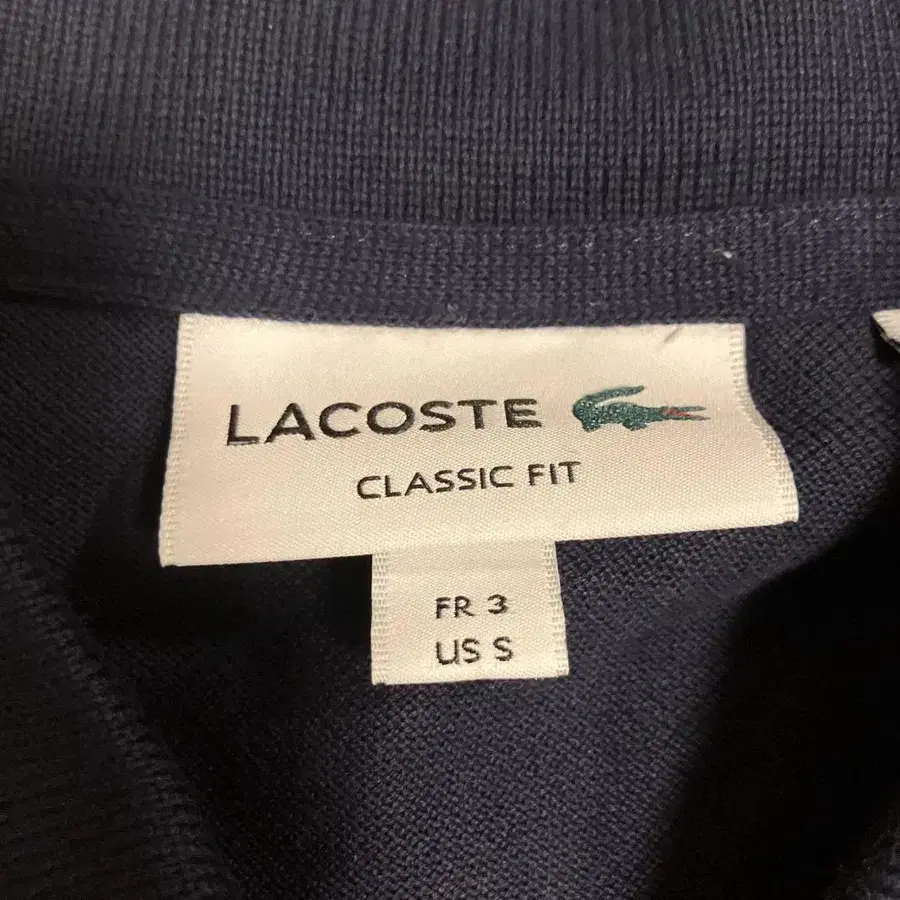 LACOSTE
CLASSIC FIT
FR 3
US S